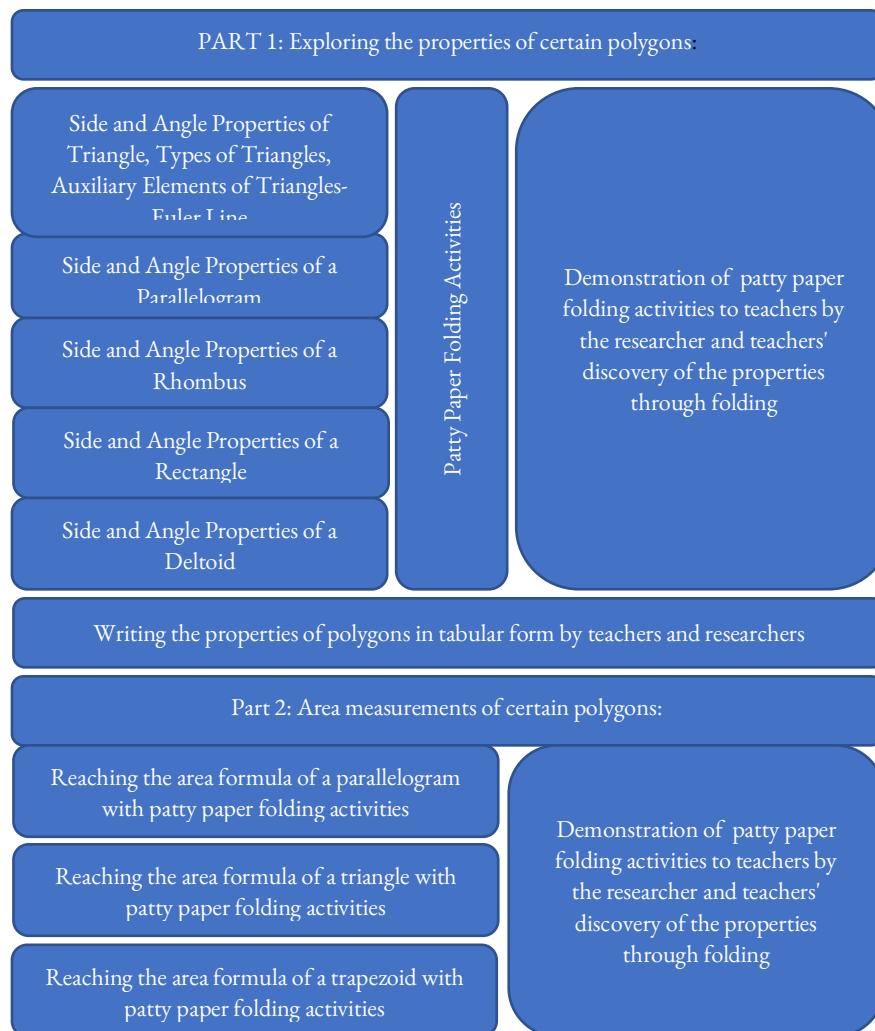 PART 1: Exploring the properties of certain polygons:
Side and Angle Properties of
Triangle, Types of Triangles,
Auxiliary Elements of Triangles-
Euler Line
Side and Angle Properties of a
Parallelogram
Side and Angle Properties of a
Rhombus
Side and Angle Properties of a
Rectangle
Side and Angle Properties of a
Deltoid
Patty Paper Folding Activities
Demonstration of patty paper
folding activities to teachers by
the researcher and teachers'
discovery of the properties
through folding
Writing the properties of polygons in tabular form by teachers and researchers
Part 2: Area measurements of certain polygons:
Reaching the area formula of a parallelogram
with patty paper folding activities
Reaching the area formula of a triangle with
patty paper folding activities
Reaching the area formula of a trapezoid with
patty paper folding activities
Demonstration of patty paper
folding activities to teachers by
the researcher and teachers'
discovery of the properties
through folding